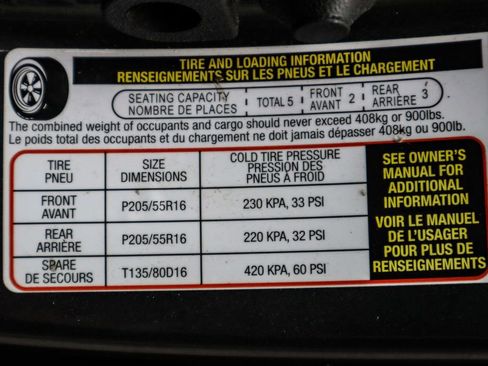 TIRE AND LOADING INFORMATION
RENSEIGNEMENTS SUR LES PNEUS ET LE CHARGEMENT
SEATING CAPACITY
NOMBRE DE PLACES
TOTAL 5
FRONT
AVANT 2
REAR
ARRIÈRE 3
The combined weight of occupants and cargo should never exceed 408kg or 900lbs.
Le poids total des occupants et du chargement ne doit jamais dépasser 408kg ou 900lb.
TIRE
PNEU
SIZE
DIMENSIONS
COLD TIRE PRESSURE
PRESSION DES
PNEUS A FROID
FRONT
AVANT
P205/55R16
230 KPA, 33 PSI
REAR
ARRIÈRE
P205/55R16
220 KPA, 32 PSI
SPARE
DE SECOURS
T135/80D16
420 KPA, 60 PSI
SEE OWNER'S
MANUAL FOR
ADDITIONAL
INFORMATION
VOIR LE MANUEL
DE L'USAGER
POUR PLUS DE
RENSEIGNEMENTS